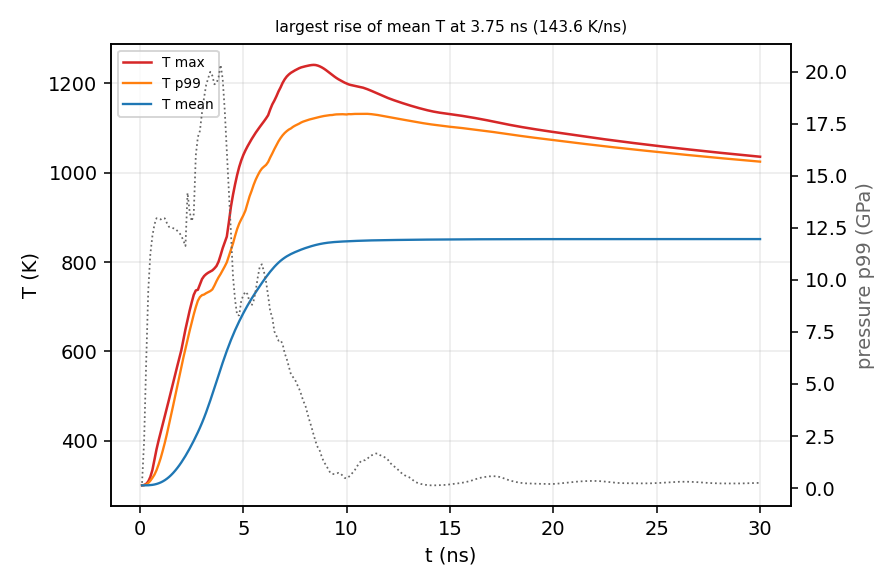 largest rise of mean T at 3.75 ns (143.6 K/ns)
T max
T p99
T mean
1200
1000
800
600
400
T (K)
20.0
17.5
15.0
12.5
10.0
7.5
5.0
2.5
0.0
pressure p99 (GPa)
0 5 10 15 20 25 30
t (ns)